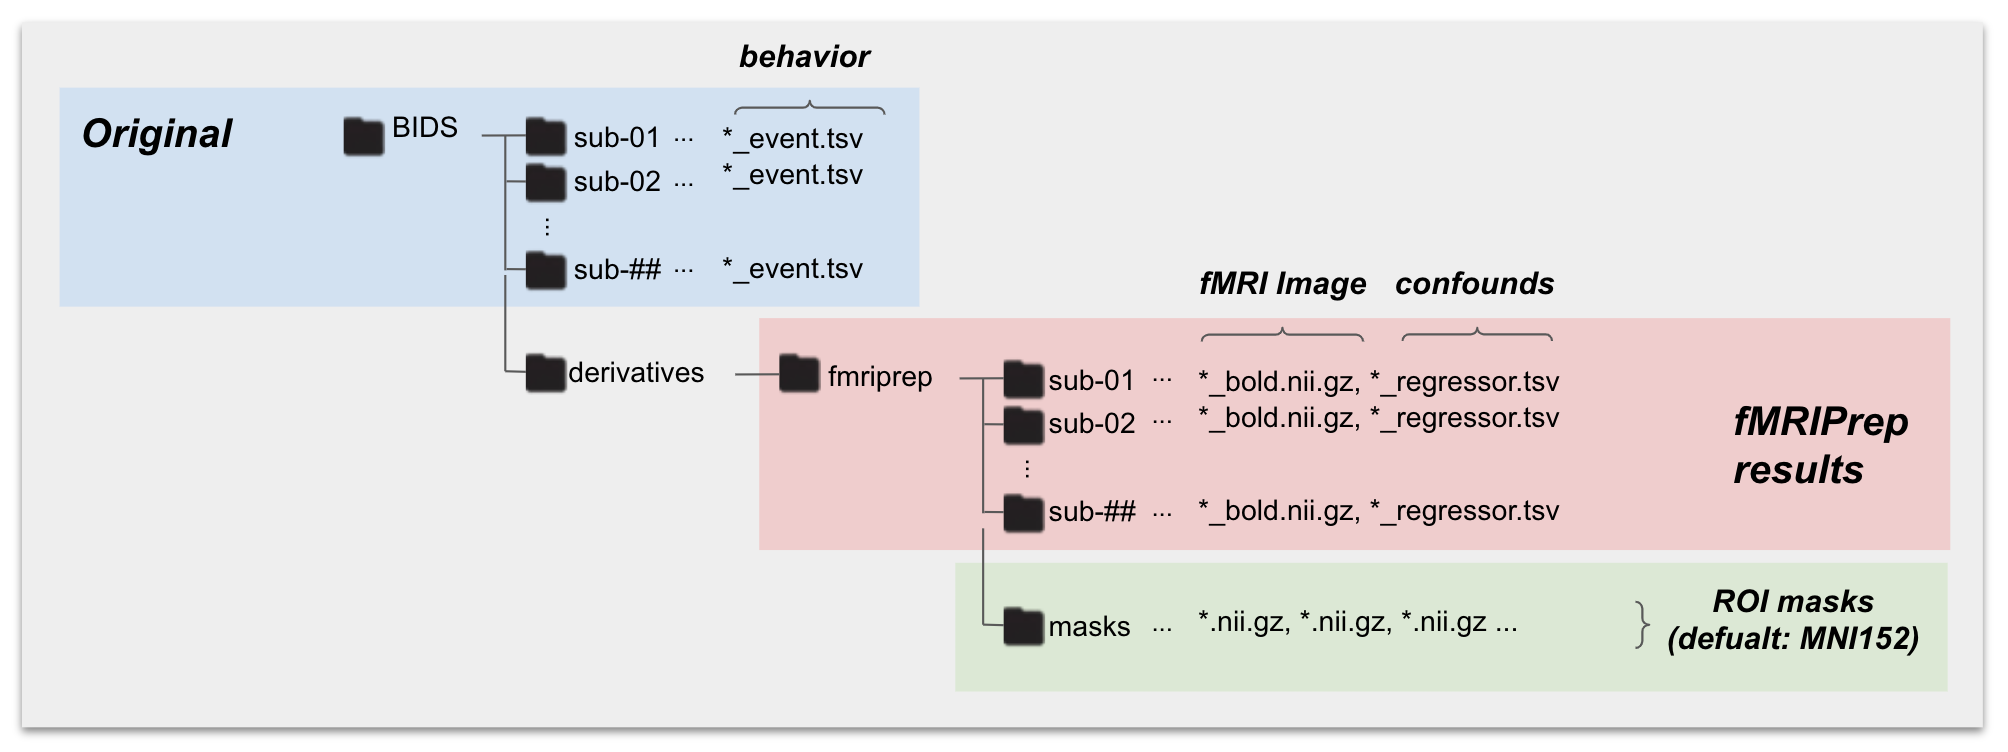 behavior
Original
BIDS
sub-01 ... *_event.tsv
sub-02 ... *_event.tsv
...
sub-## ... *_event.tsv
fMRI Image confounds
derivatives
fmriprep
sub-01 ... *_bold.nii.gz, *_regressor.tsv
sub-02 ... *_bold.nii.gz, *_regressor.tsv
...
sub-## ... *_bold.nii.gz, *_regressor.tsv
fMRIPrep
results
masks ... *.nii.gz, *.nii.gz, *.nii.gz ...
ROI masks
(defualt: MNI152)